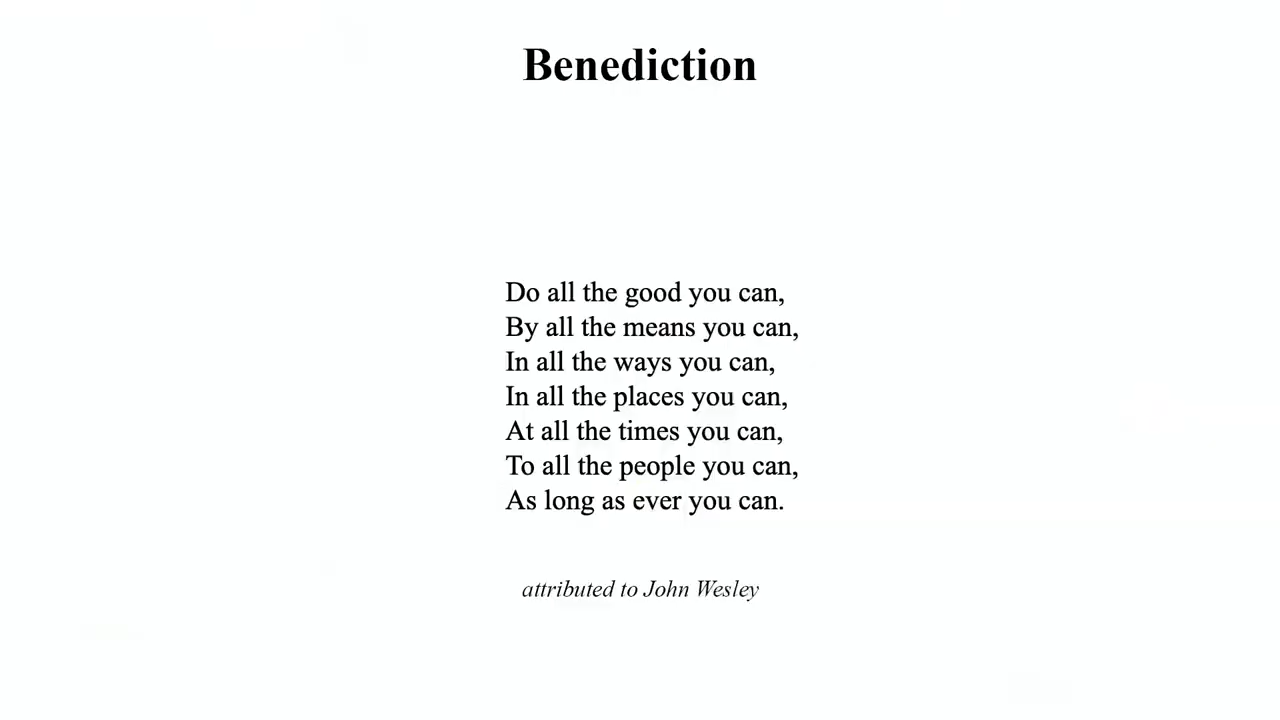 Benediction
Do all the good you can,
By all the means you can,
In all the ways you can,
In all the places you can,
At all the times you can,
To all the people you can,
As long as ever you can.
attributed to John Wesley